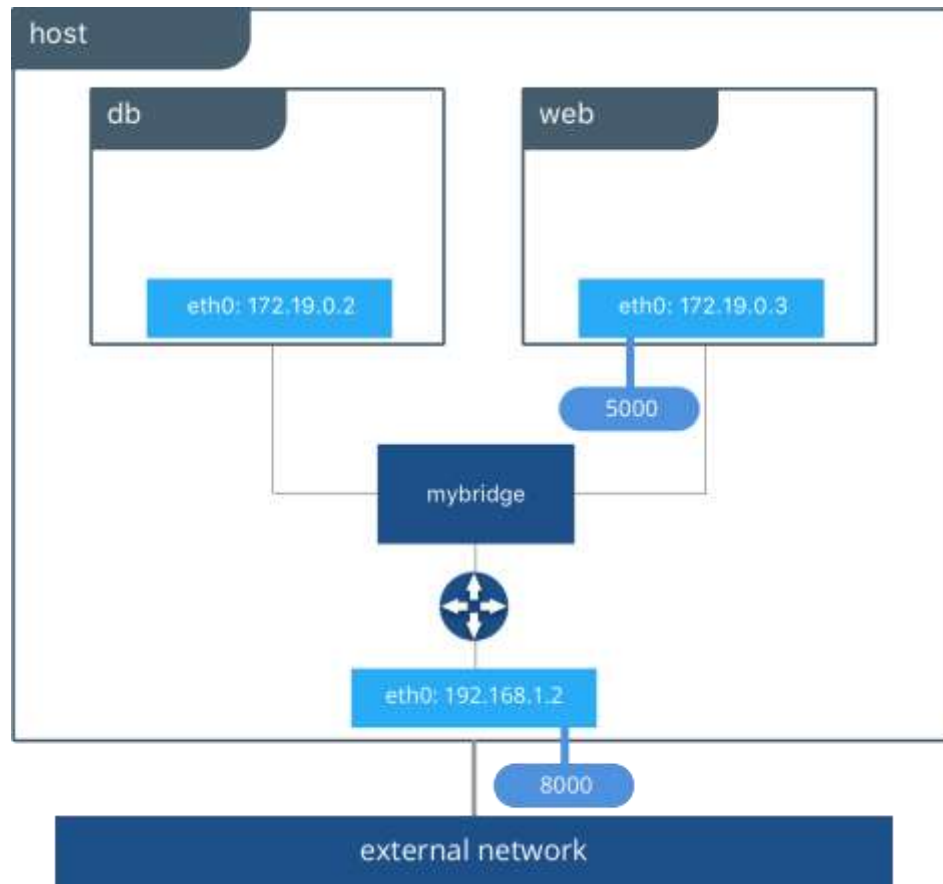 host
db
web
eth0: 172.19.0.2
eth0: 172.19.0.3
5000
mybridge
eth0: 192.168.1.2
8000
external network